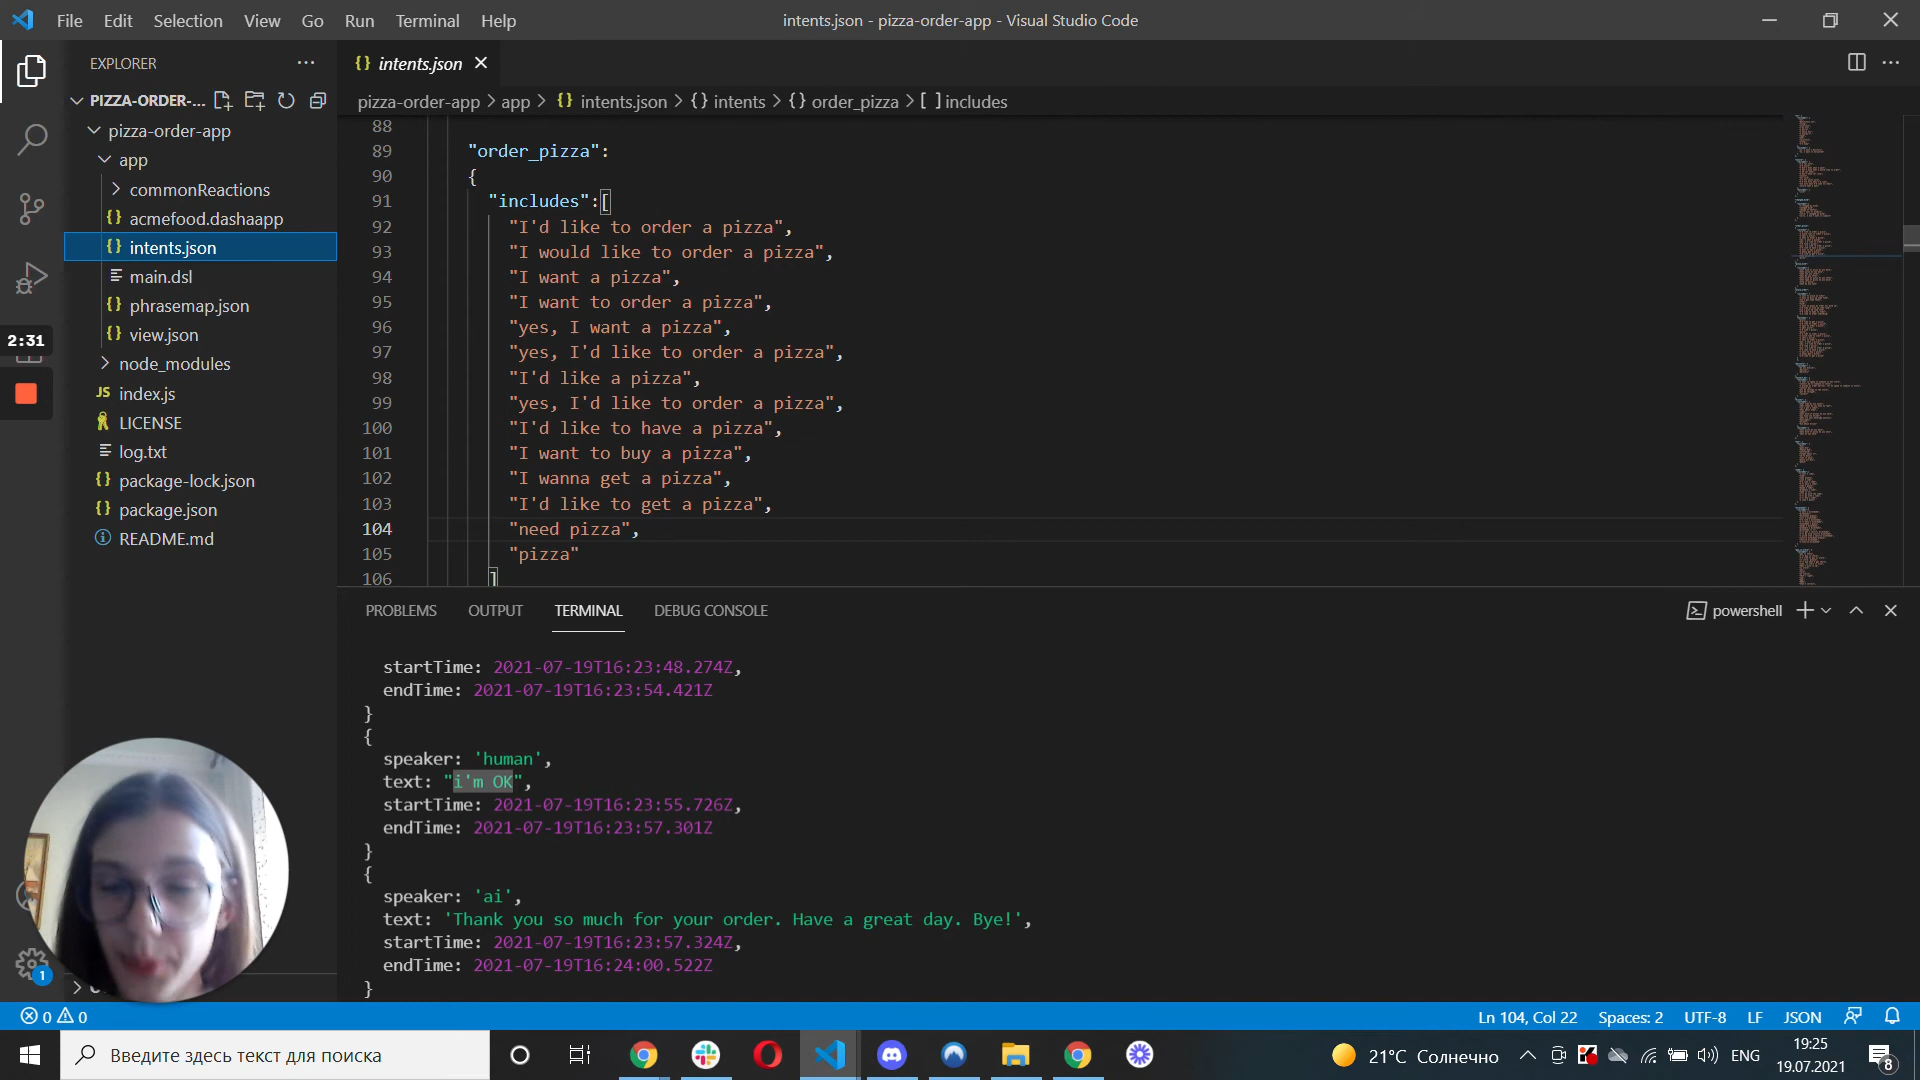 File Edit Selection View Go Run Terminal Help
intents.json - pizza-order-app - Visual Studio Code
EXPLORER
PIZZA-ORDER-...
pizza-order-app
app
commonReactions
{} acmefood.dashaapp
{} intents.json
main.dsl
{} phrasemap.json
{} view.json
node_modules
JS index.js
LICENSE
log.txt
{} package-lock.json
{} package.json
README.md
2:31
1
{} intents.json
pizza-order-app > app > {} intents.json > {} intents > {} order_pizza > [ ] includes
88
89 "order_pizza":
90 {
91 "includes":[
92 "I'd like to order a pizza",
93 "I would like to order a pizza",
94 "I want a pizza",
95 "I want to order a pizza",
96 "yes, I want a pizza",
97 "yes, I'd like to order a pizza",
98 "I'd like a pizza",
99 "yes, I'd like to order a pizza",
100 "I'd like to have a pizza",
101 "I want to buy a pizza",
102 "I wanna get a pizza",
103 "I'd like to get a pizza",
104 "need pizza",
105 "pizza"
106 ]
PROBLEMS OUTPUT TERMINAL DEBUG CONSOLE
powershell
startTime: 2021-07-19T16:23:48.274Z,
endTime: 2021-07-19T16:23:54.421Z
}
{
speaker: 'human',
text: "i'm OK",
startTime: 2021-07-19T16:23:55.726Z,
endTime: 2021-07-19T16:23:57.301Z
}
{
speaker: 'ai',
text: 'Thank you so much for your order. Have a great day. Bye!',
startTime: 2021-07-19T16:23:57.324Z,
endTime: 2021-07-19T16:24:00.522Z
}
0 0
Ln 104, Col 22 Spaces: 2 UTF-8 LF JSON
Введите здесь текст для поиска
21°C Солнечно
ENG
19:25
19.07.2021
8